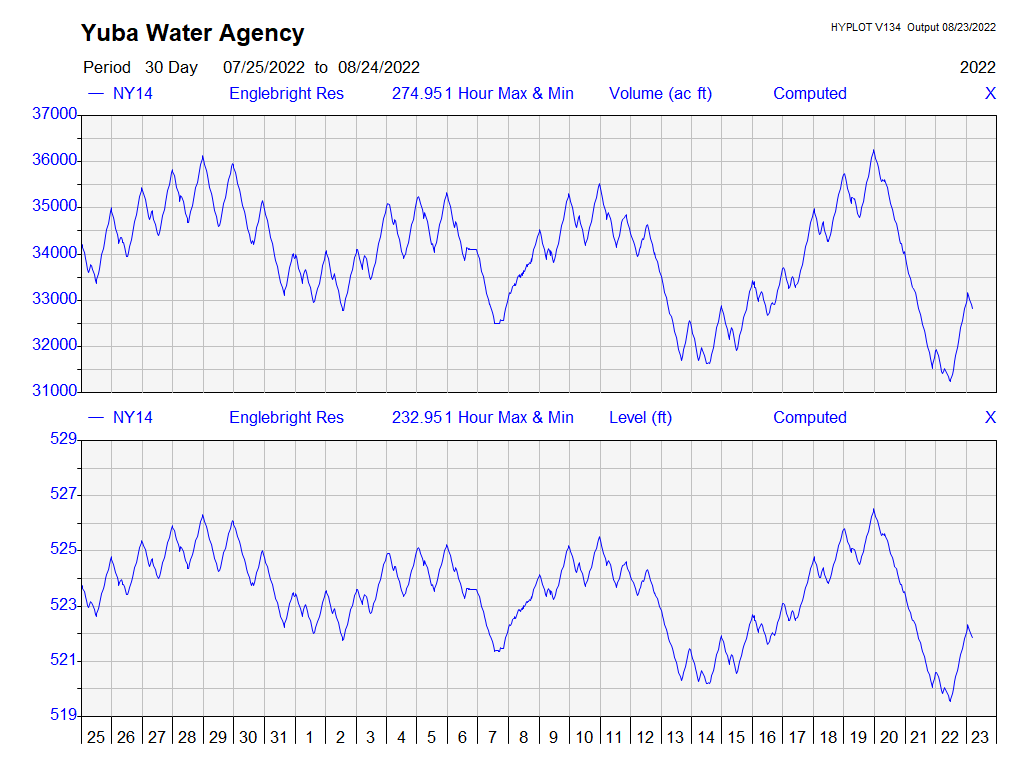 Yuba Water Agency
HYPLOT V134 Output 08/23/2022
Period 30 Day 07/25/2022 to 08/24/2022 2022
NY14 Englebright Res 274.951 Hour Max & Min Volume (ac ft) Computed X
37000
36000
35000
34000
33000
32000
31000
NY14 Englebright Res 232.951 Hour Max & Min Level (ft) Computed X
529
527
525
523
521
519
25 26 27 28 29 30 31 1 2 3 4 5 6 7 8 9 10 11 12 13 14 15 16 17 18 19 20 21 22 23